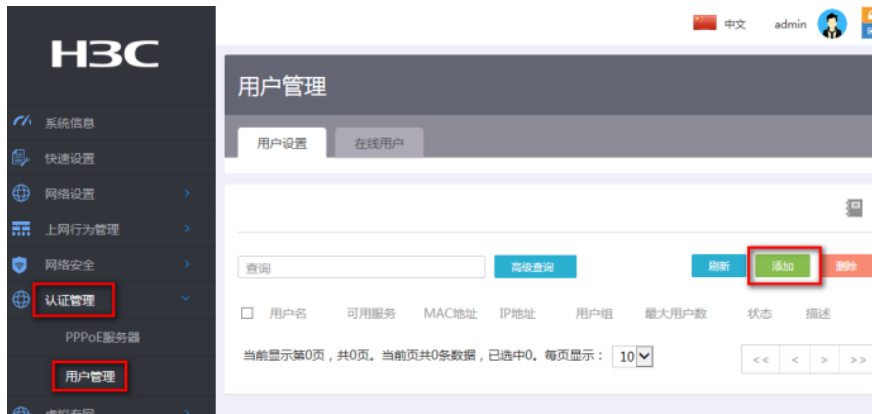 中文 admin
H3C
用户管理
系统信息
用户设置 在线用户
快速设置
网络设置
上网行为管理
网络安全
查询 高级查询 刷新 添加 删除
认证管理
用户名 可用服务 MAC地址 IP地址 用户组 最大用户数 状态 描述
PPPoE服务器
当前显示第0页，共0页。当前页共0条数据，已选中0。每页显示： 10
<< < > >>
用户管理